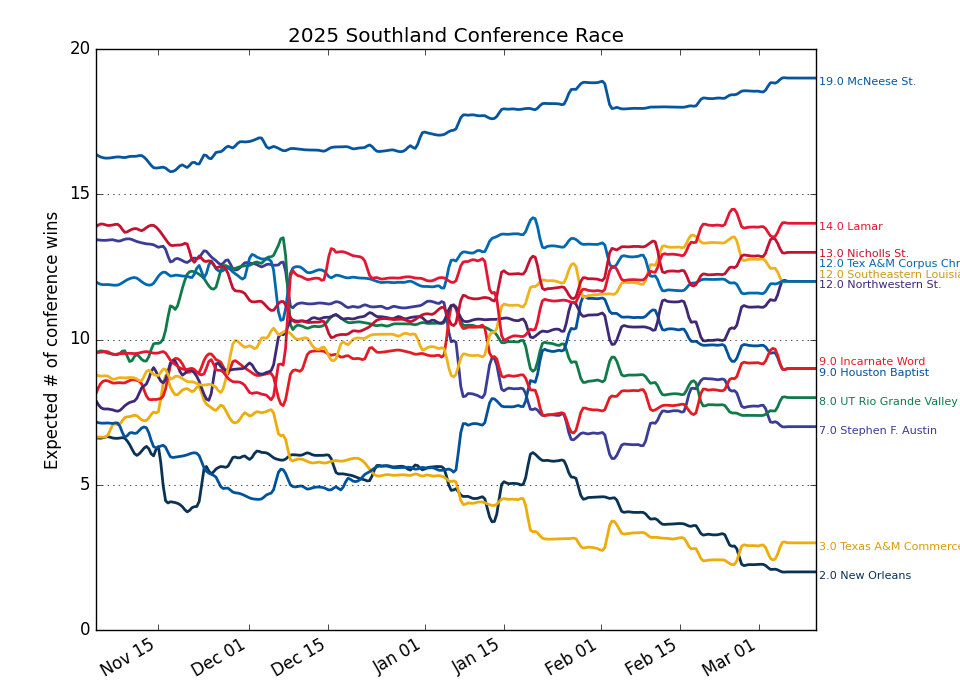 2025 Southland Conference Race
Expected # of conference wins
20
15
10
5
0
Nov 15
Dec 01
Dec 15
Jan 01
Jan 15
Feb 01
Feb 15
Mar 01
19.0 McNeese St.
14.0 Lamar
13.0 Nicholls St.
12.0 Tex A&M Corpus Chr
12.0 Southeastern Louisia
12.0 Northwestern St.
9.0 Incarnate Word
9.0 Houston Baptist
8.0 UT Rio Grande Valley
7.0 Stephen F. Austin
3.0 Texas A&M Commerce
2.0 New Orleans